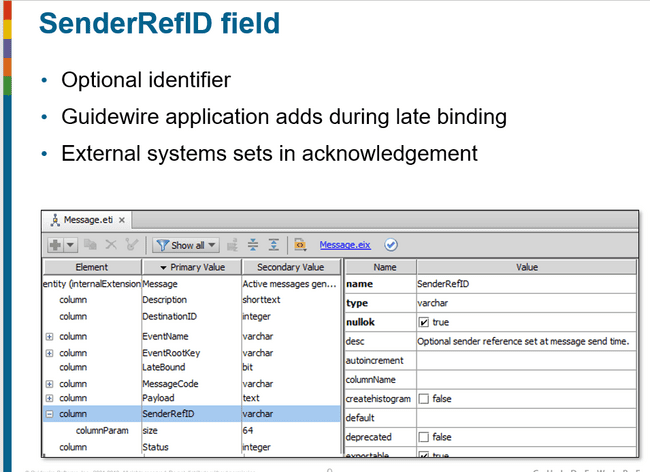 SenderRefID field
• Optional identifier
• Guidewire application adds during late binding
• External systems sets in acknowledgement
Message.eti ×
Show all Message.eix
Element Primary Value Secondary Value
entity (internalExtension Message Active messages gen...
column Description shorttext
column DestinationID integer
column EventName varchar
column EventRootKey varchar
column LateBound bit
column MessageCode varchar
column Payload text
column SenderRefID varchar
columnParam size 64
column Status integer
Name Value
name SenderRefID
type varchar
nullok true
desc Optional sender reference set at message send time.
autoincrement
columnName
createhistogram false
default
deprecated false
exportable true